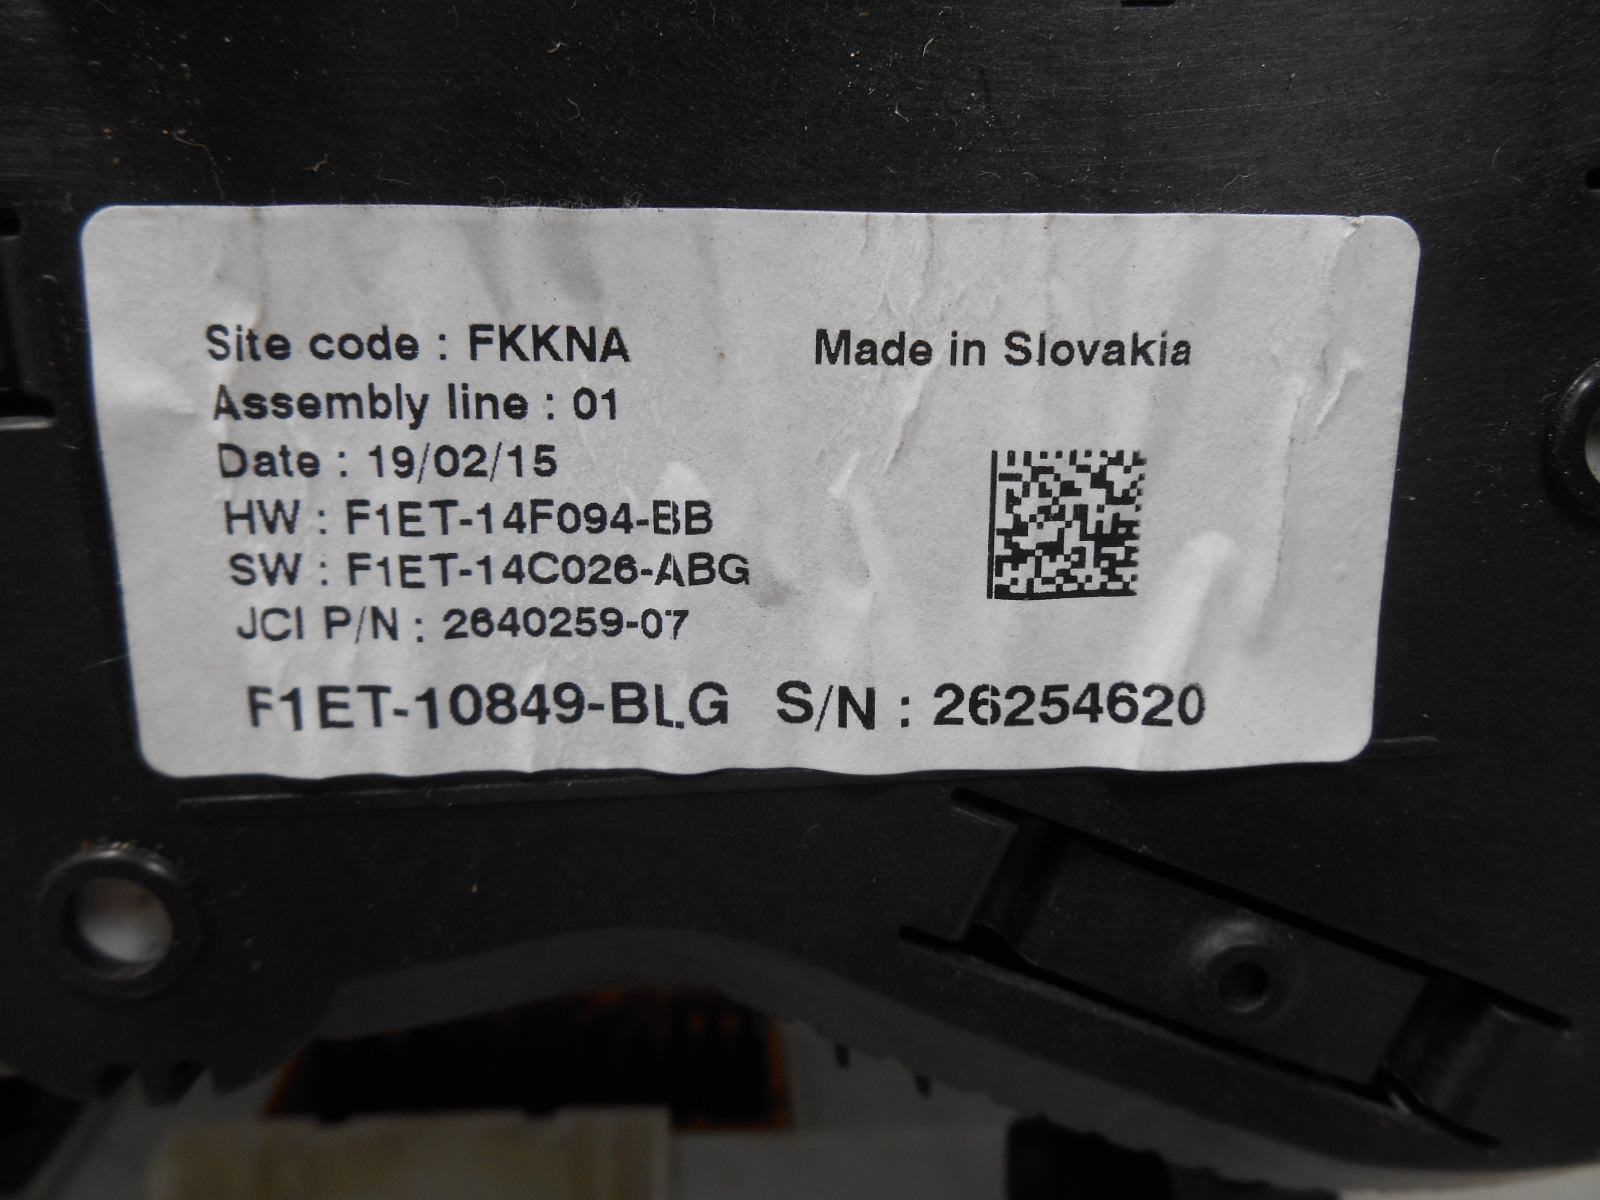 Site code : FKKNA
Made in Slovakia
Assembly line : 01
Date : 19/02/15
HW : F1ET-14F094-BB
SW : F1ET-14C026-ABG
JCI P/N : 2640259-07
F1ET-10849-BLG S/N : 26254620